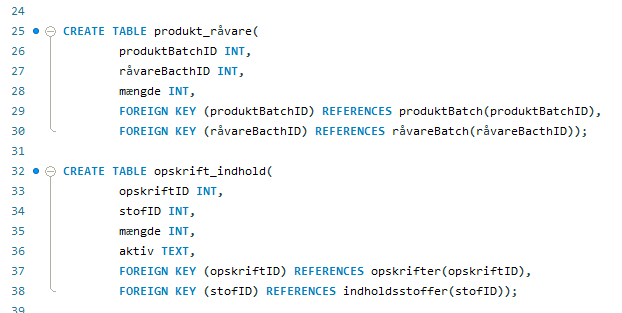 24
25 CREATE TABLE produkt_råvare(
26 produktBatchID INT,
27 råvareBacthID INT,
28 mængde INT,
29 FOREIGN KEY (produktBatchID) REFERENCES produktBatch(produktBatchID),
30 FOREIGN KEY (råvareBacthID) REFERENCES råvareBatch(råvareBacthID));
31
32 CREATE TABLE opskrift_indhold(
33 opskriftID INT,
34 stofID INT,
35 mængde INT,
36 aktiv TEXT,
37 FOREIGN KEY (opskriftID) REFERENCES opskrifter(opskriftID),
38 FOREIGN KEY (stofID) REFERENCES indholdsstoffer(stofID));
39